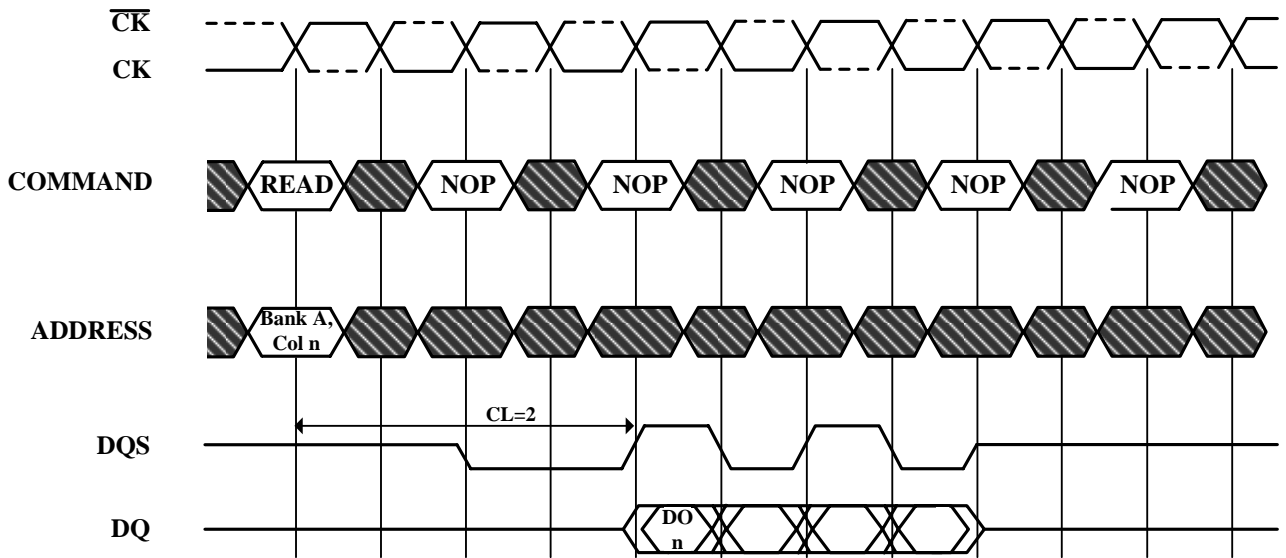 CK
CK
COMMAND
READ NOP NOP NOP NOP NOP
ADDRESS
Bank A,
Col n
CL=2
DQS
DQ
DO
n